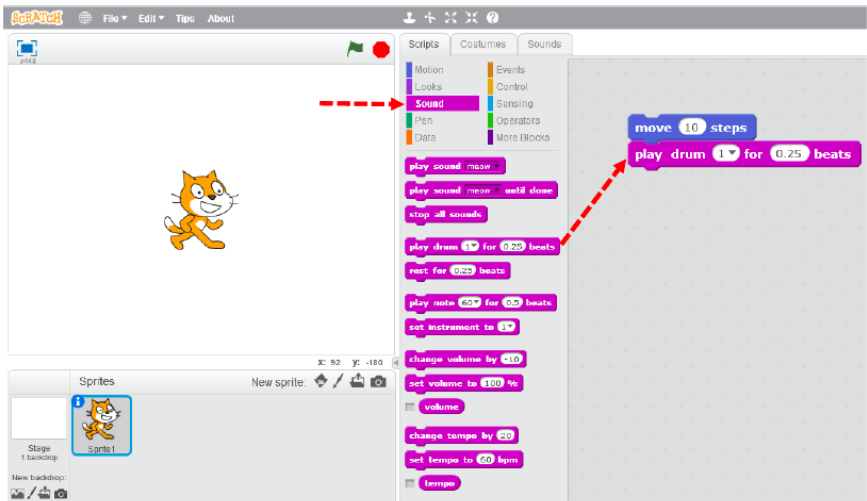 SCRATCH File Edit Tips About
v448
Scripts Costumes Sounds
Motion Events
Looks Control
Sound Sensing
Pen Operators
Data More Blocks
play sound meow
play sound meow until done
stop all sounds
play drum 1 for 0.25 beats
rest for 0.25 beats
play note 60 for 0.5 beats
set instrument to 1
change volume by -10
set volume to 100 %
volume
change tempo by 20
set tempo to 60 bpm
tempo
move 10 steps
play drum 1 for 0.25 beats
X: 92 y: -180
Sprites New sprite:
Stage
1 backdrop
New backdrop:
Sprite1